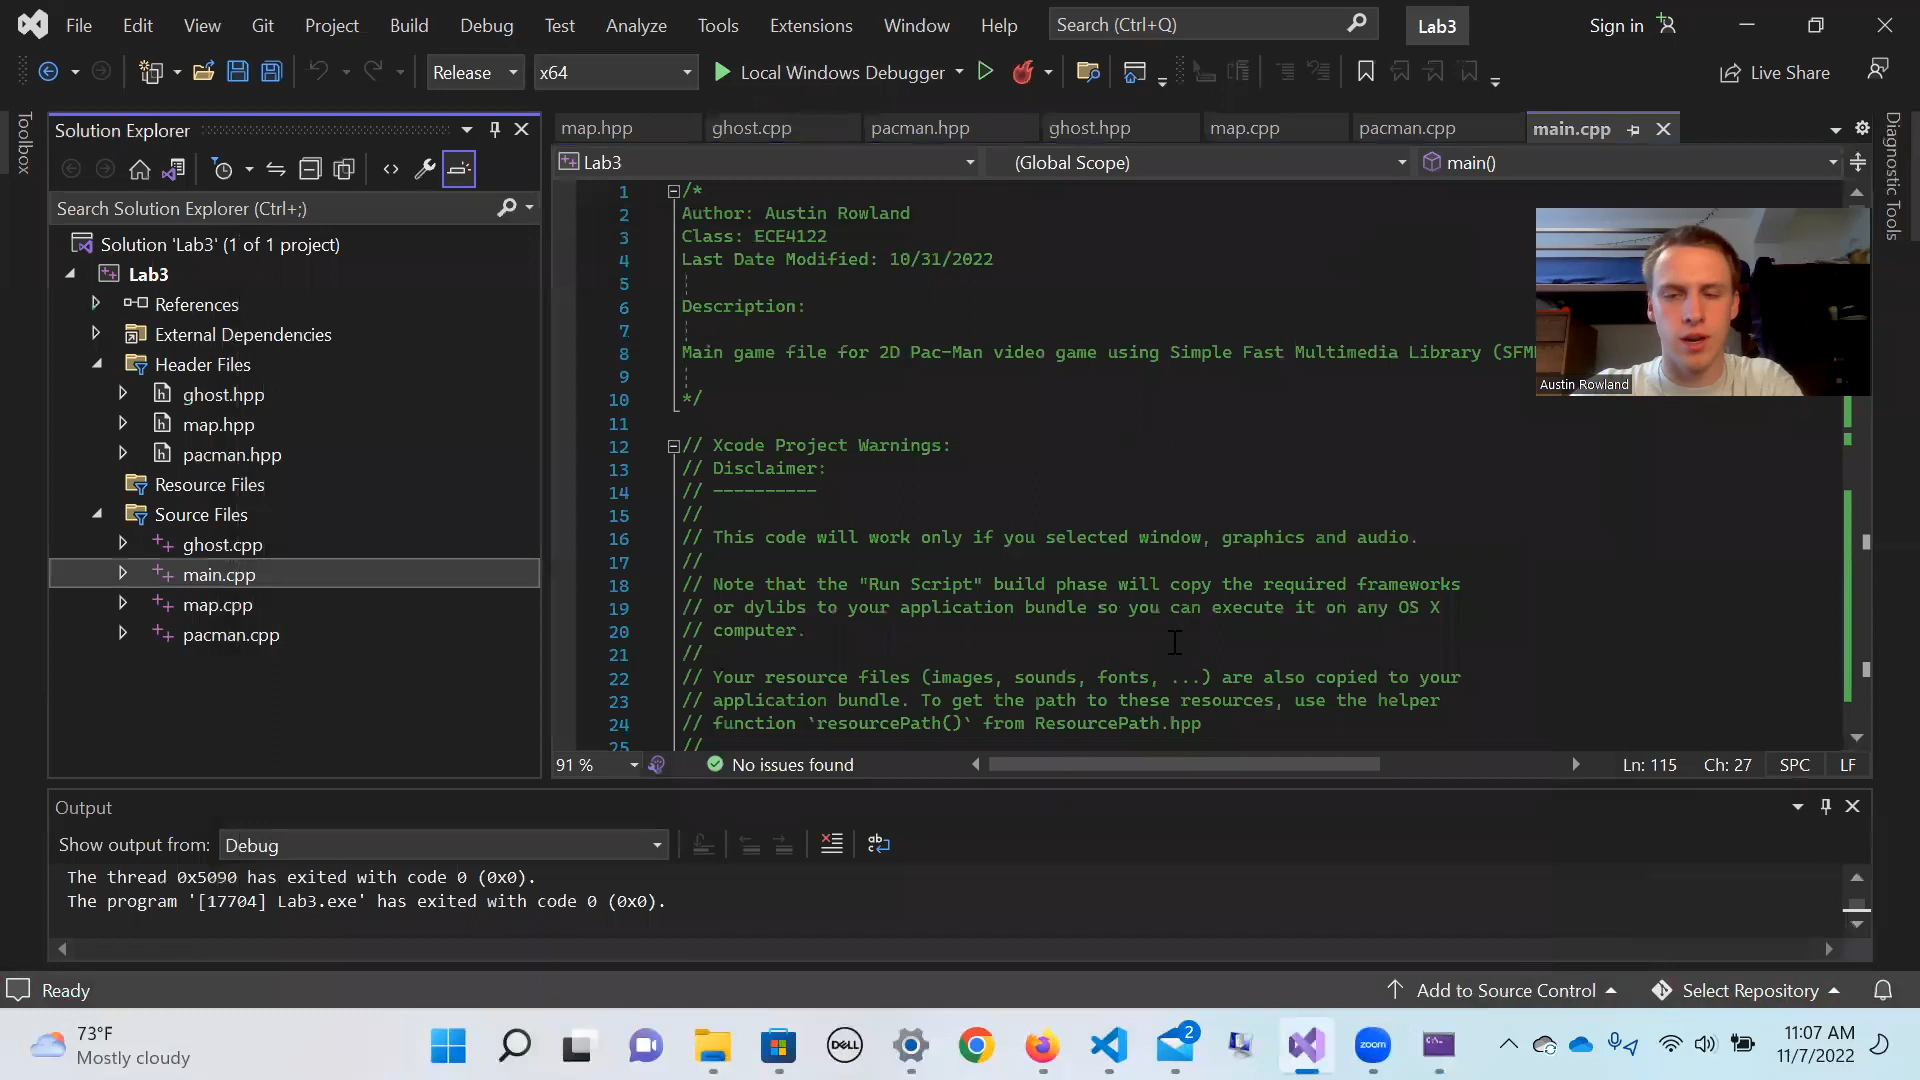 File Edit View Git Project Build Debug Test Analyze Tools Extensions Window Help Search (Ctrl+Q) Lab3 Sign in
Release x64 Local Windows Debugger Live Share
Toolbox
Solution Explorer
Search Solution Explorer (Ctrl+;)
Solution 'Lab3' (1 of 1 project)
Lab3
References
External Dependencies
Header Files
ghost.hpp
map.hpp
pacman.hpp
Resource Files
Source Files
ghost.cpp
main.cpp
map.cpp
pacman.cpp
map.hpp ghost.cpp pacman.hpp ghost.hpp map.cpp pacman.cpp main.cpp
Lab3 (Global Scope) main()
1 /*
2 Author: Austin Rowland
3 Class: ECE4122
4 Last Date Modified: 10/31/2022
5
6 Description:
7
8 Main game file for 2D Pac-Man video game using Simple Fast Multimedia Library (SFM
9
10 */
11
12 // Xcode Project Warnings:
13 // Disclaimer:
14 // ----------
15 //
16 // This code will work only if you selected window, graphics and audio.
17 //
18 // Note that the "Run Script" build phase will copy the required frameworks
19 // or dylibs to your application bundle so you can execute it on any OS X
20 // computer.
21 //
22 // Your resource files (images, sounds, fonts, ...) are also copied to your
23 // application bundle. To get the path to these resources, use the helper
24 // function `resourcePath()` from ResourcePath.hpp
25 //
Austin Rowland
Diagnostic Tools
91 % No issues found Ln: 115 Ch: 27 SPC LF
Output
Show output from: Debug
The thread 0x5090 has exited with code 0 (0x0).
The program '[17704] Lab3.exe' has exited with code 0 (0x0).
Ready Add to Source Control Select Repository
73°F
Mostly cloudy
DELL
2
zoom
11:07 AM
11/7/2022